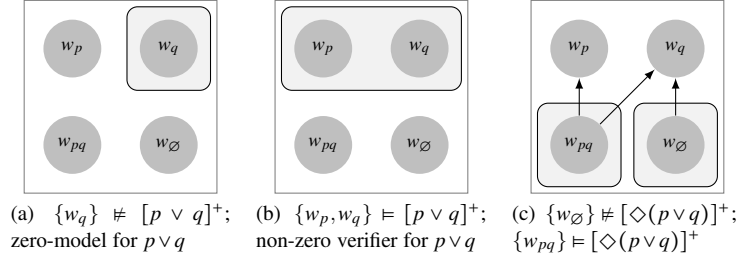 w_p w_q w_p w_q w_p w_q
w_pq w_∅ w_pq w_∅ w_pq w_∅
(a) {w_q} ⊭ [p ∨ q]⁺;
zero-model for p∨q
(b) {w_p,w_q} ⊨ [p ∨ q]⁺;
non-zero verifier for p∨q
(c) {w_∅} ⊭ [◇(p∨q)]⁺;
{w_pq} ⊨ [◇(p∨q)]⁺